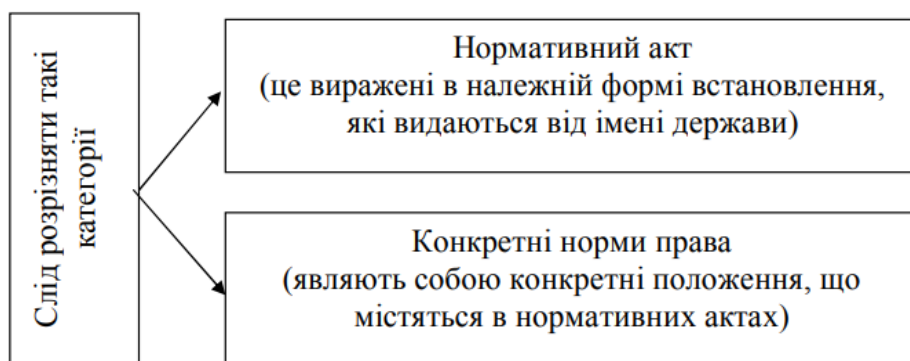 Слід розрізняти такі
категорії
Нормативний акт
(це виражені в належній формі встановлення,
які видаються від імені держави)
Конкретні норми права
(являють собою конкретні положення, що
містяться в нормативних актах)